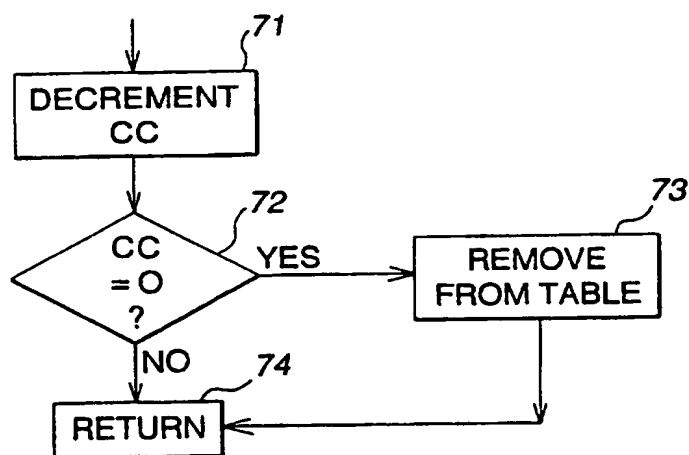 71
DECREMENT
CC
72
CC
= O
?
YES
73
REMOVE
FROM TABLE
NO
74
RETURN